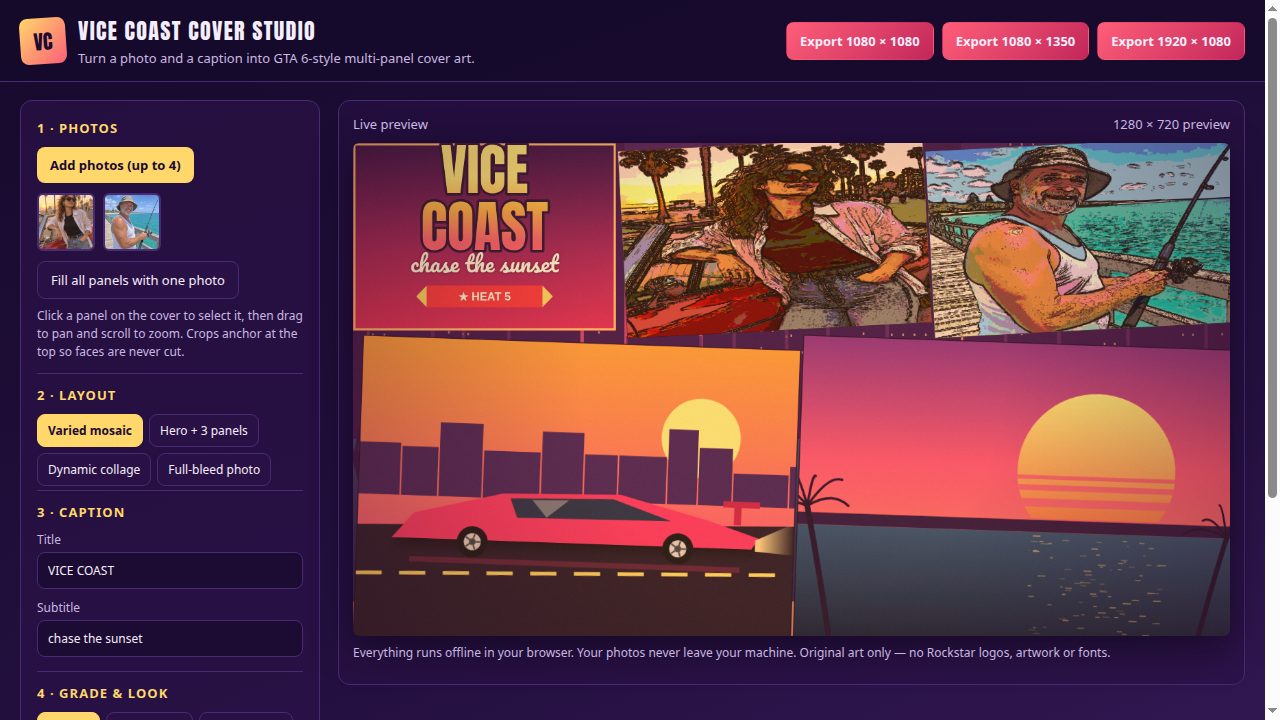 VC
VICE COAST COVER STUDIO
Turn a photo and a caption into GTA 6-style multi-panel cover art.
Export 1080 × 1080
Export 1080 × 1350
Export 1920 × 1080
1 · PHOTOS
Add photos (up to 4)
Fill all panels with one photo
Click a panel on the cover to select it, then drag
to pan and scroll to zoom. Crops anchor at the
top so faces are never cut.
2 · LAYOUT
Varied mosaic
Hero + 3 panels
Dynamic collage
Full-bleed photo
3 · CAPTION
Title
VICE COAST
Subtitle
chase the sunset
4 · GRADE & LOOK
Live preview
1280 × 720 preview
VICE
COAST
chase the sunset
★ HEAT 5
Everything runs offline in your browser. Your photos never leave your machine. Original art only — no Rockstar logos, artwork or fonts.